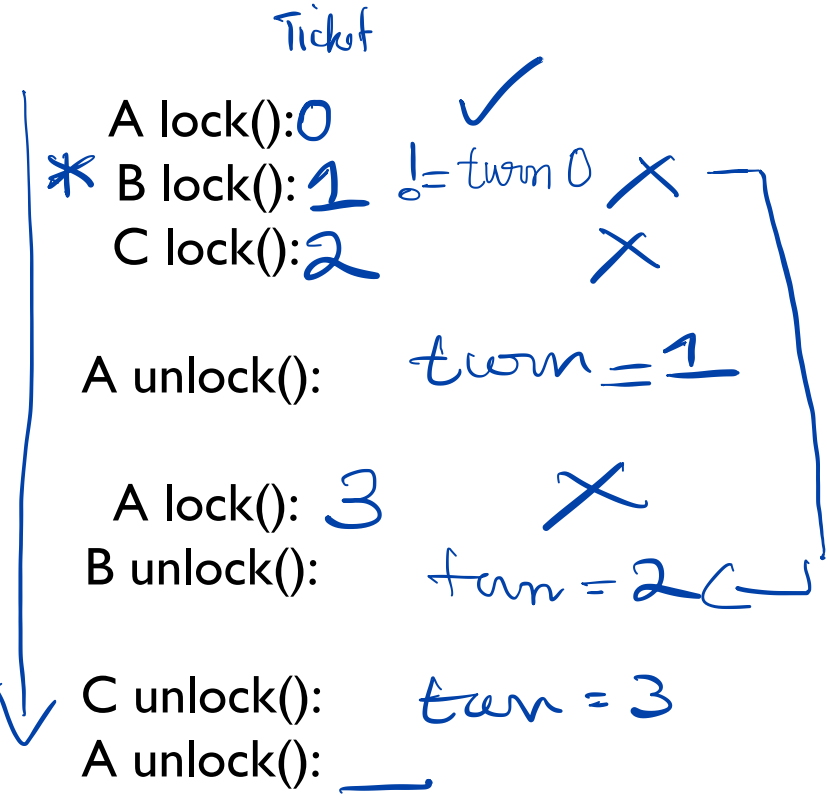 Ticket
A lock():0
* B lock(): 1 != turn 0 X
C lock():2 X
A unlock(): turn = 1
A lock(): 3 X
B unlock(): turn = 2
C unlock(): turn = 3
A unlock():